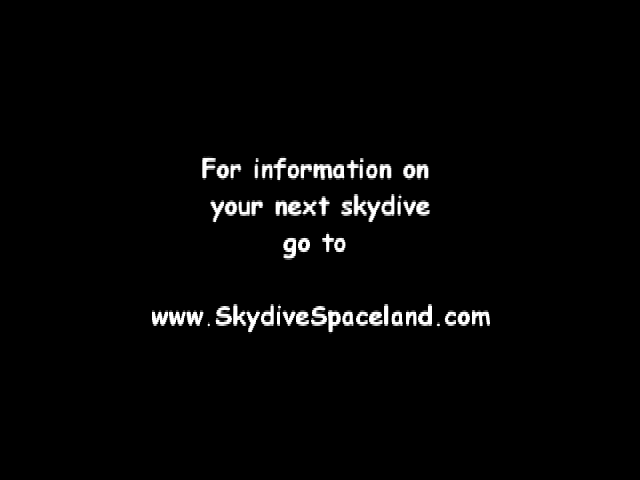 For information on
your next skydive
go to
www.SkydiveSpaceland.com